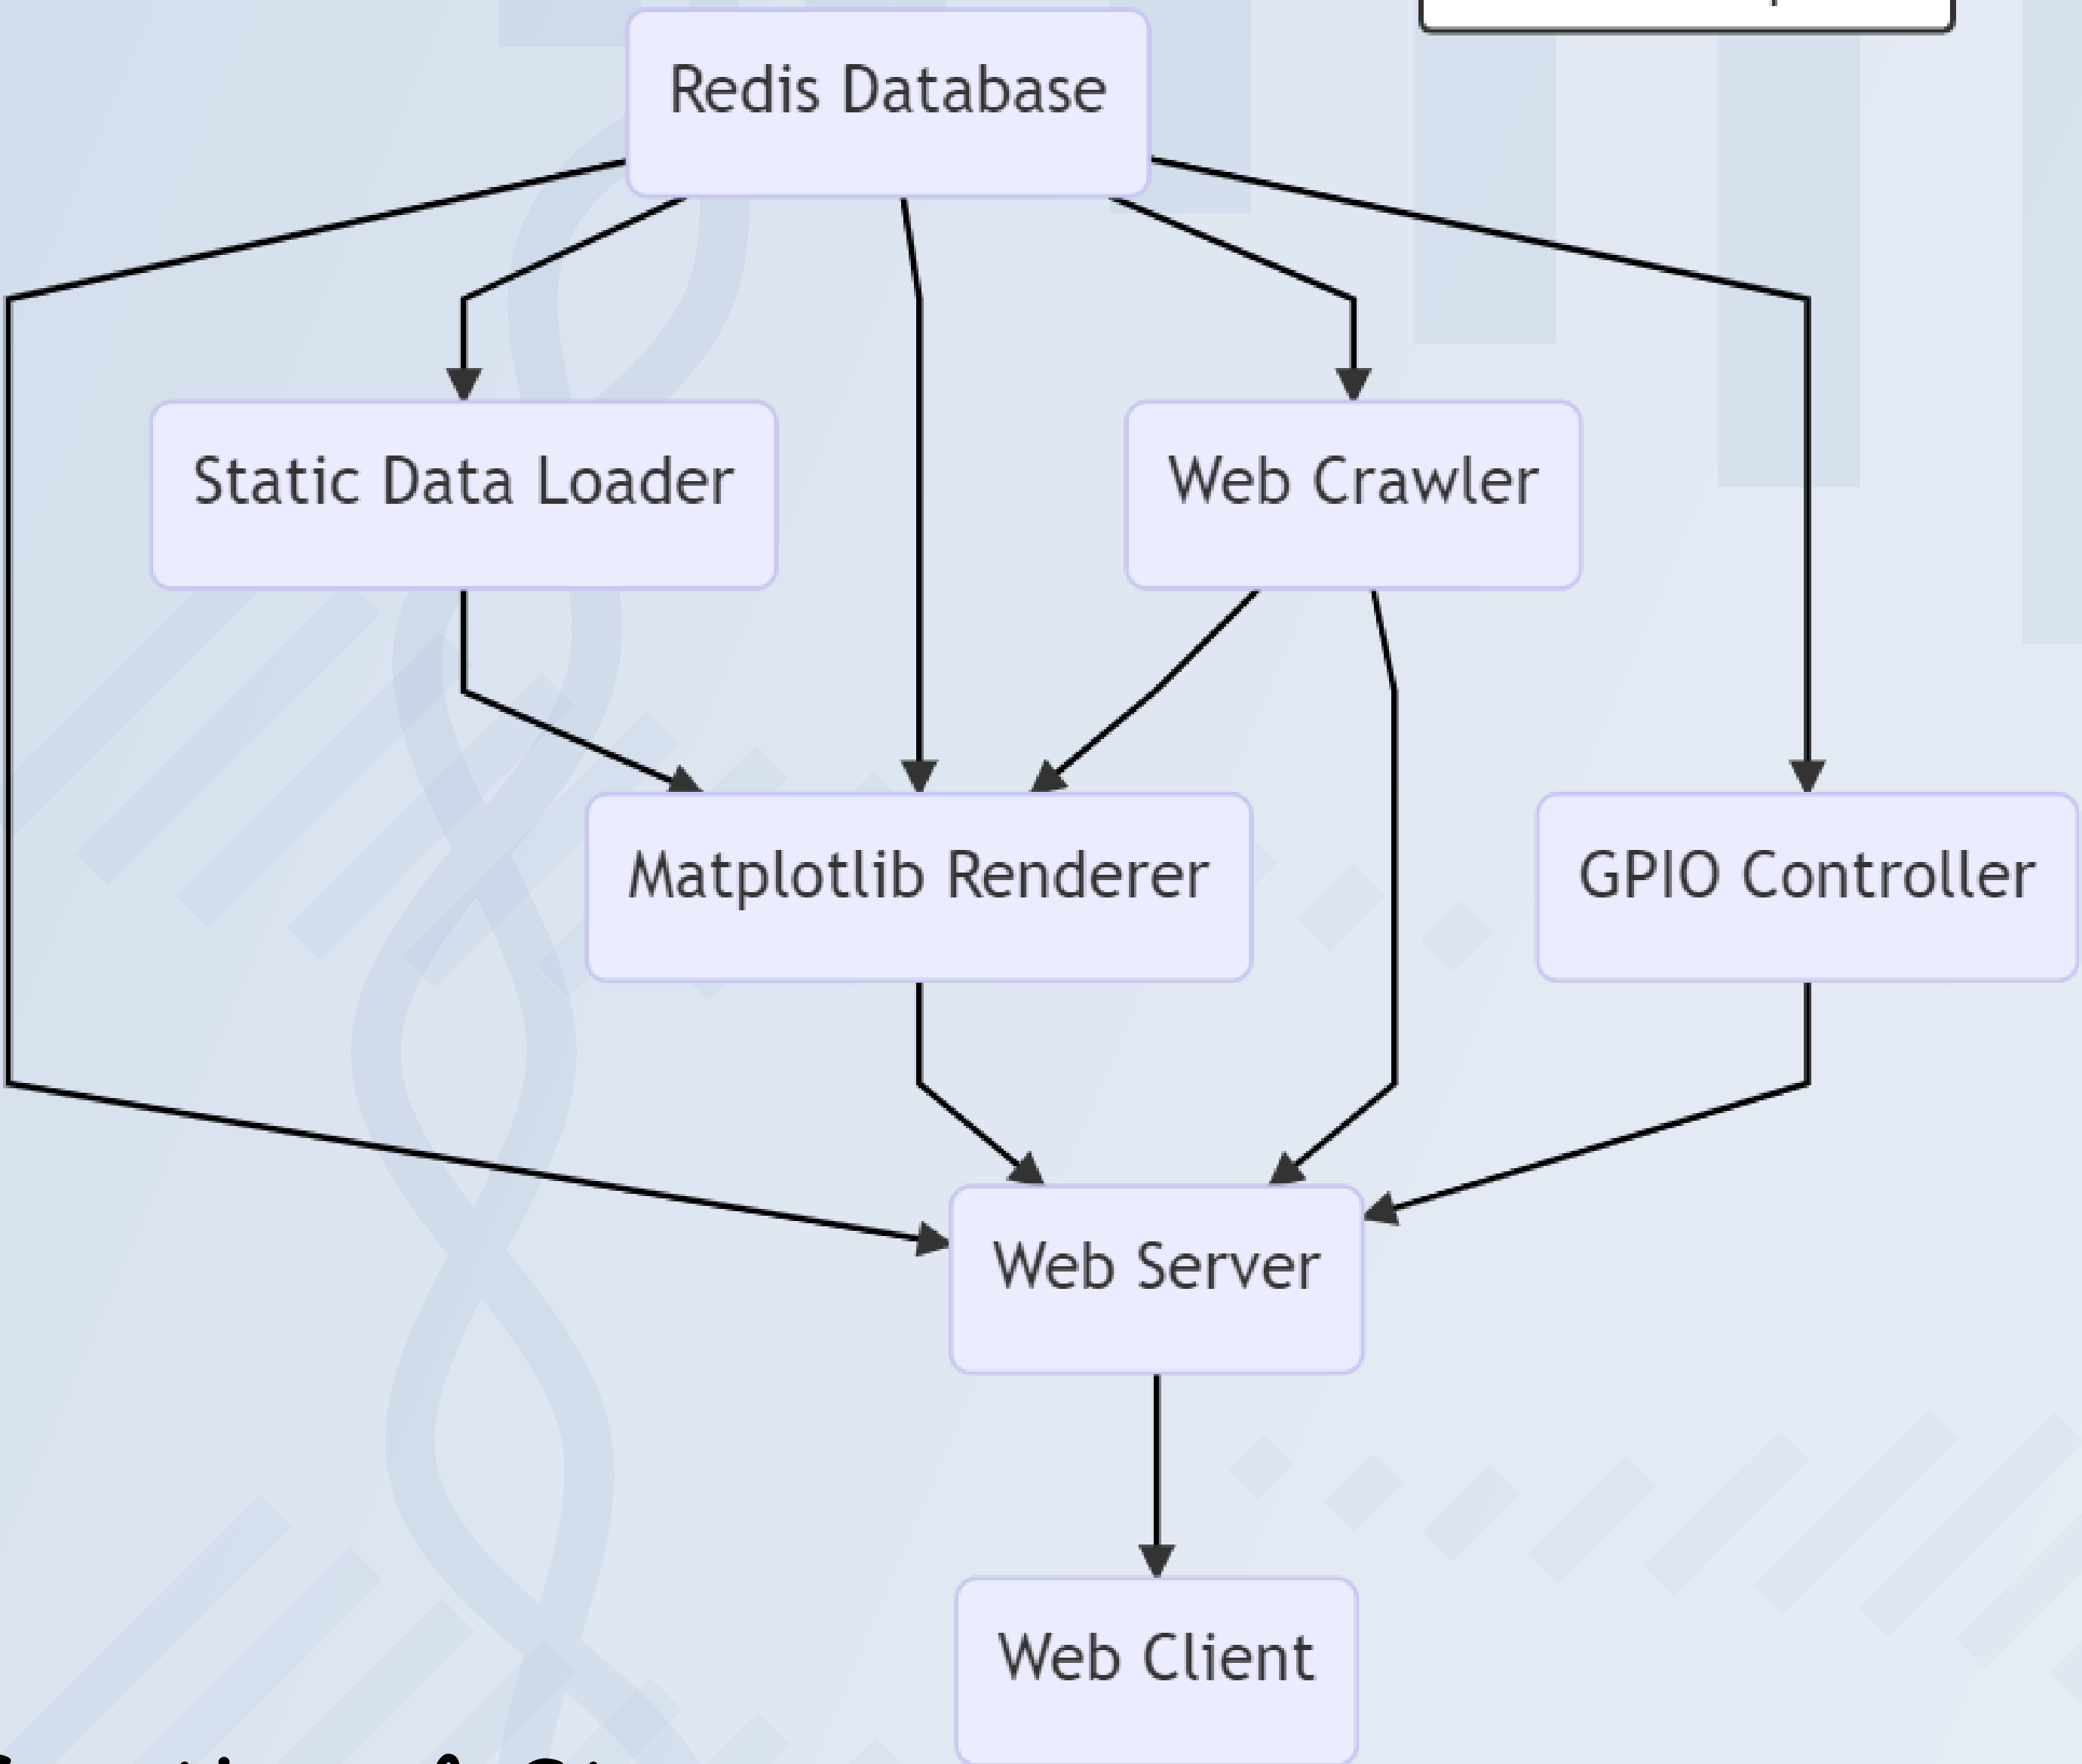 Redis Database
Static Data Loader
Web Crawler
Matplotlib Renderer
GPIO Controller
Web Server
Web Client